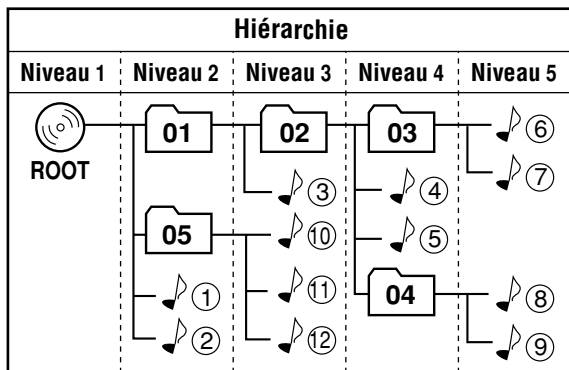 Hiérarchie
Niveau 1 Niveau 2 Niveau 3 Niveau 4 Niveau 5
01 02 03 ⑥
ROOT ③ ④ ⑦
05 ⑩ ⑤
① ⑪ 04 ⑧
② ⑫ ⑨